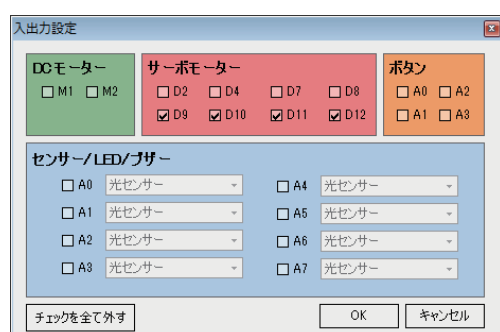 入出力設定
DCモーター
M1 M2
サーボモーター
D2 D4 D7 D8
D9 D10 D11 D12
ボタン
A0 A2
A1 A3
センサー/LED/ブザー
A0 光センサー A4 光センサー
A1 光センサー A5 光センサー
A2 光センサー A6 光センサー
A3 光センサー A7 光センサー
チェックを全て外す OK キャンセル